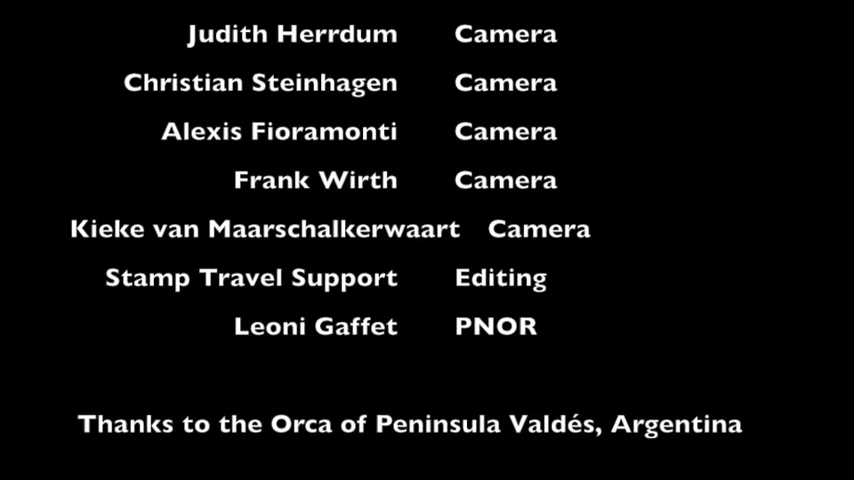 Judith Herrdum Camera
Christian Steinhagen Camera
Alexis Fioramonti Camera
Frank Wirth Camera
Kieke van Maarschalkerwaart Camera
Stamp Travel Support Editing
Leoni Gaffet PNOR
Thanks to the Orca of Peninsula Valdés, Argentina